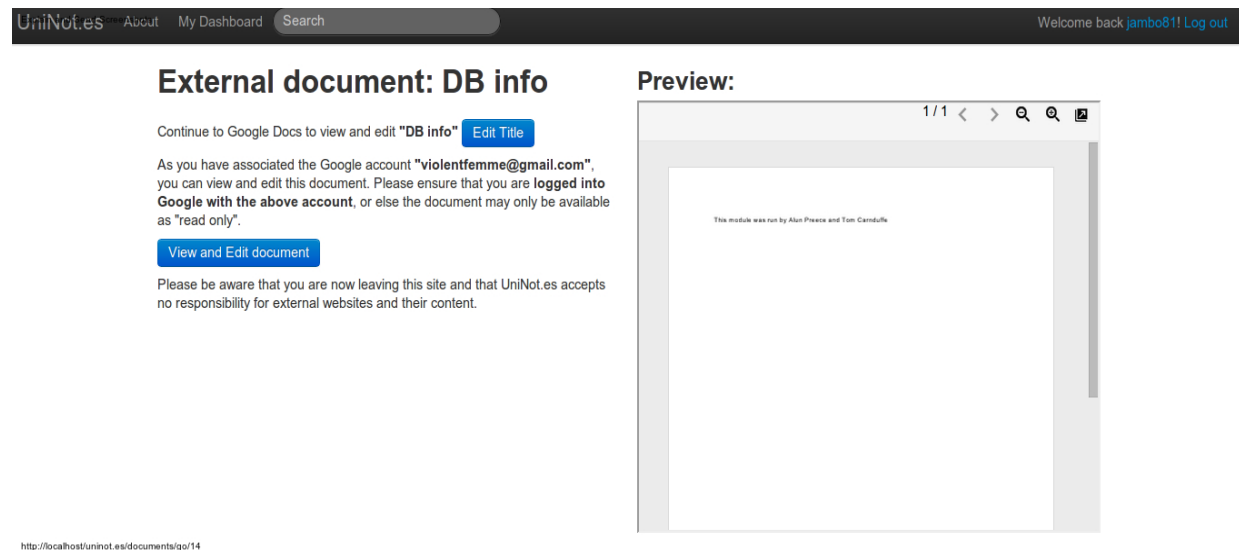 UniNot.es About My Dashboard Search Welcome back jambo81! Log out
External document: DB info
Continue to Google Docs to view and edit "DB info" Edit Title
As you have associated the Google account "violentfemme@gmail.com",
you can view and edit this document. Please ensure that you are logged into
Google with the above account, or else the document may only be available
as "read only".
View and Edit document
Please be aware that you are now leaving this site and that UniNot.es accepts
no responsibility for external websites and their content.
Preview:
1 / 1
This module was run by Alun Preece and Tom Carnduffe
http://localhost/uninot.es/documents/go/14